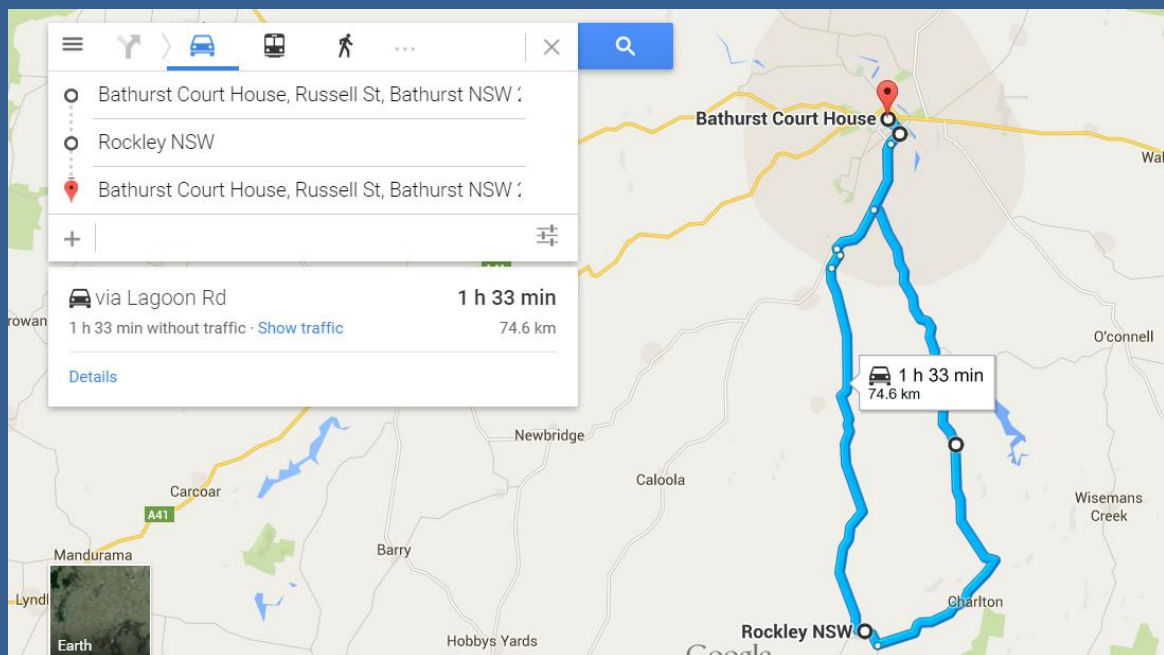 Bathurst Court House, Russell St, Bathurst NSW
Rockley NSW
Bathurst Court House, Russell St, Bathurst NSW
via Lagoon Rd 1 h 33 min
1 h 33 min without traffic · Show traffic 74.6 km
Details
Bathurst Court House
O'connell
1 h 33 min
74.6 km
Newbridge
Caloola
Carcoar
A41
Wisemans
Creek
Barry
Mandurama
Charlton
Earth
Hobbys Yards
Rockley NSW
Google